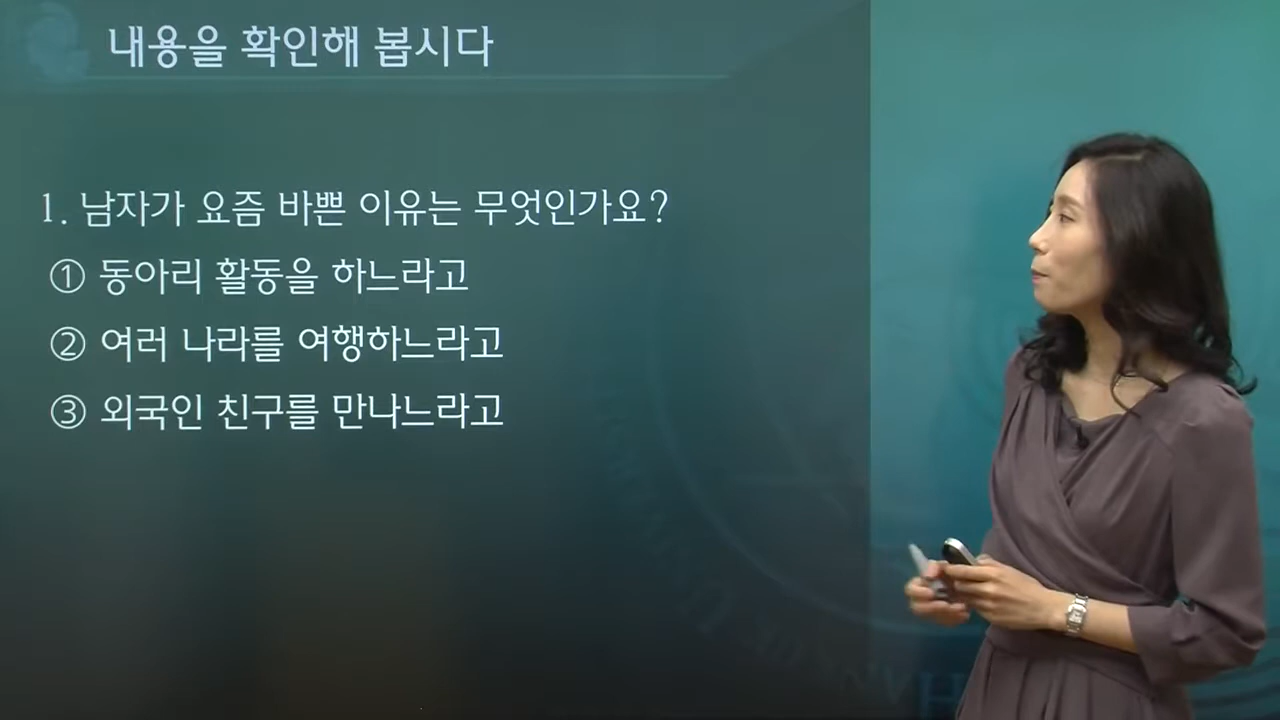 내용을 확인해 봅시다
1. 남자가 요즘 바쁜 이유는 무엇인가요?
① 동아리 활동을 하느라고
② 여러 나라를 여행하느라고
③ 외국인 친구를 만나느라고